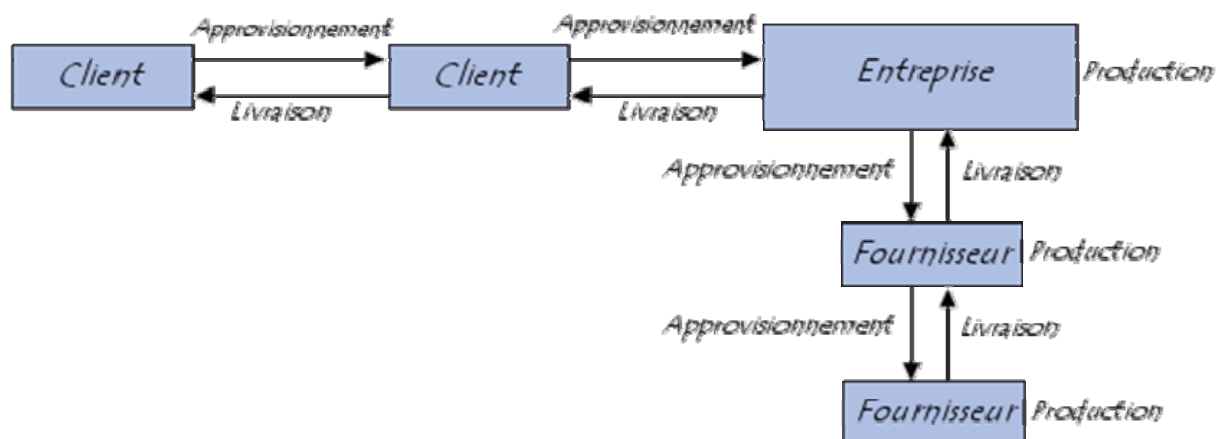 Approvisionnement
Approvisionnement
Client
Client
Entreprise
Production
Livraison
Livraison
Approvisionnement
Livraison
Fournisseur
Production
Approvisionnement
Livraison
Fournisseur
Production